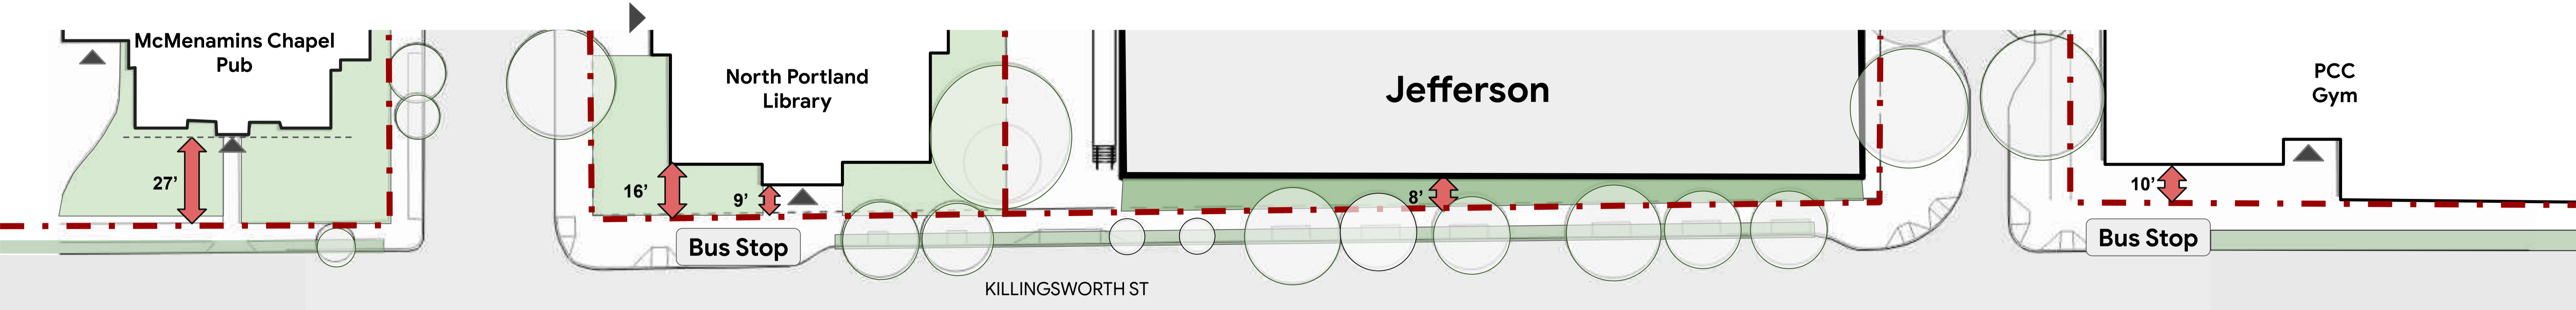 McMenamins Chapel
Pub
27’
16’
9’
North Portland
Library
Bus Stop
Jefferson
8’
KILLINGSWORTH ST
PCC
Gym
10’
Bus Stop